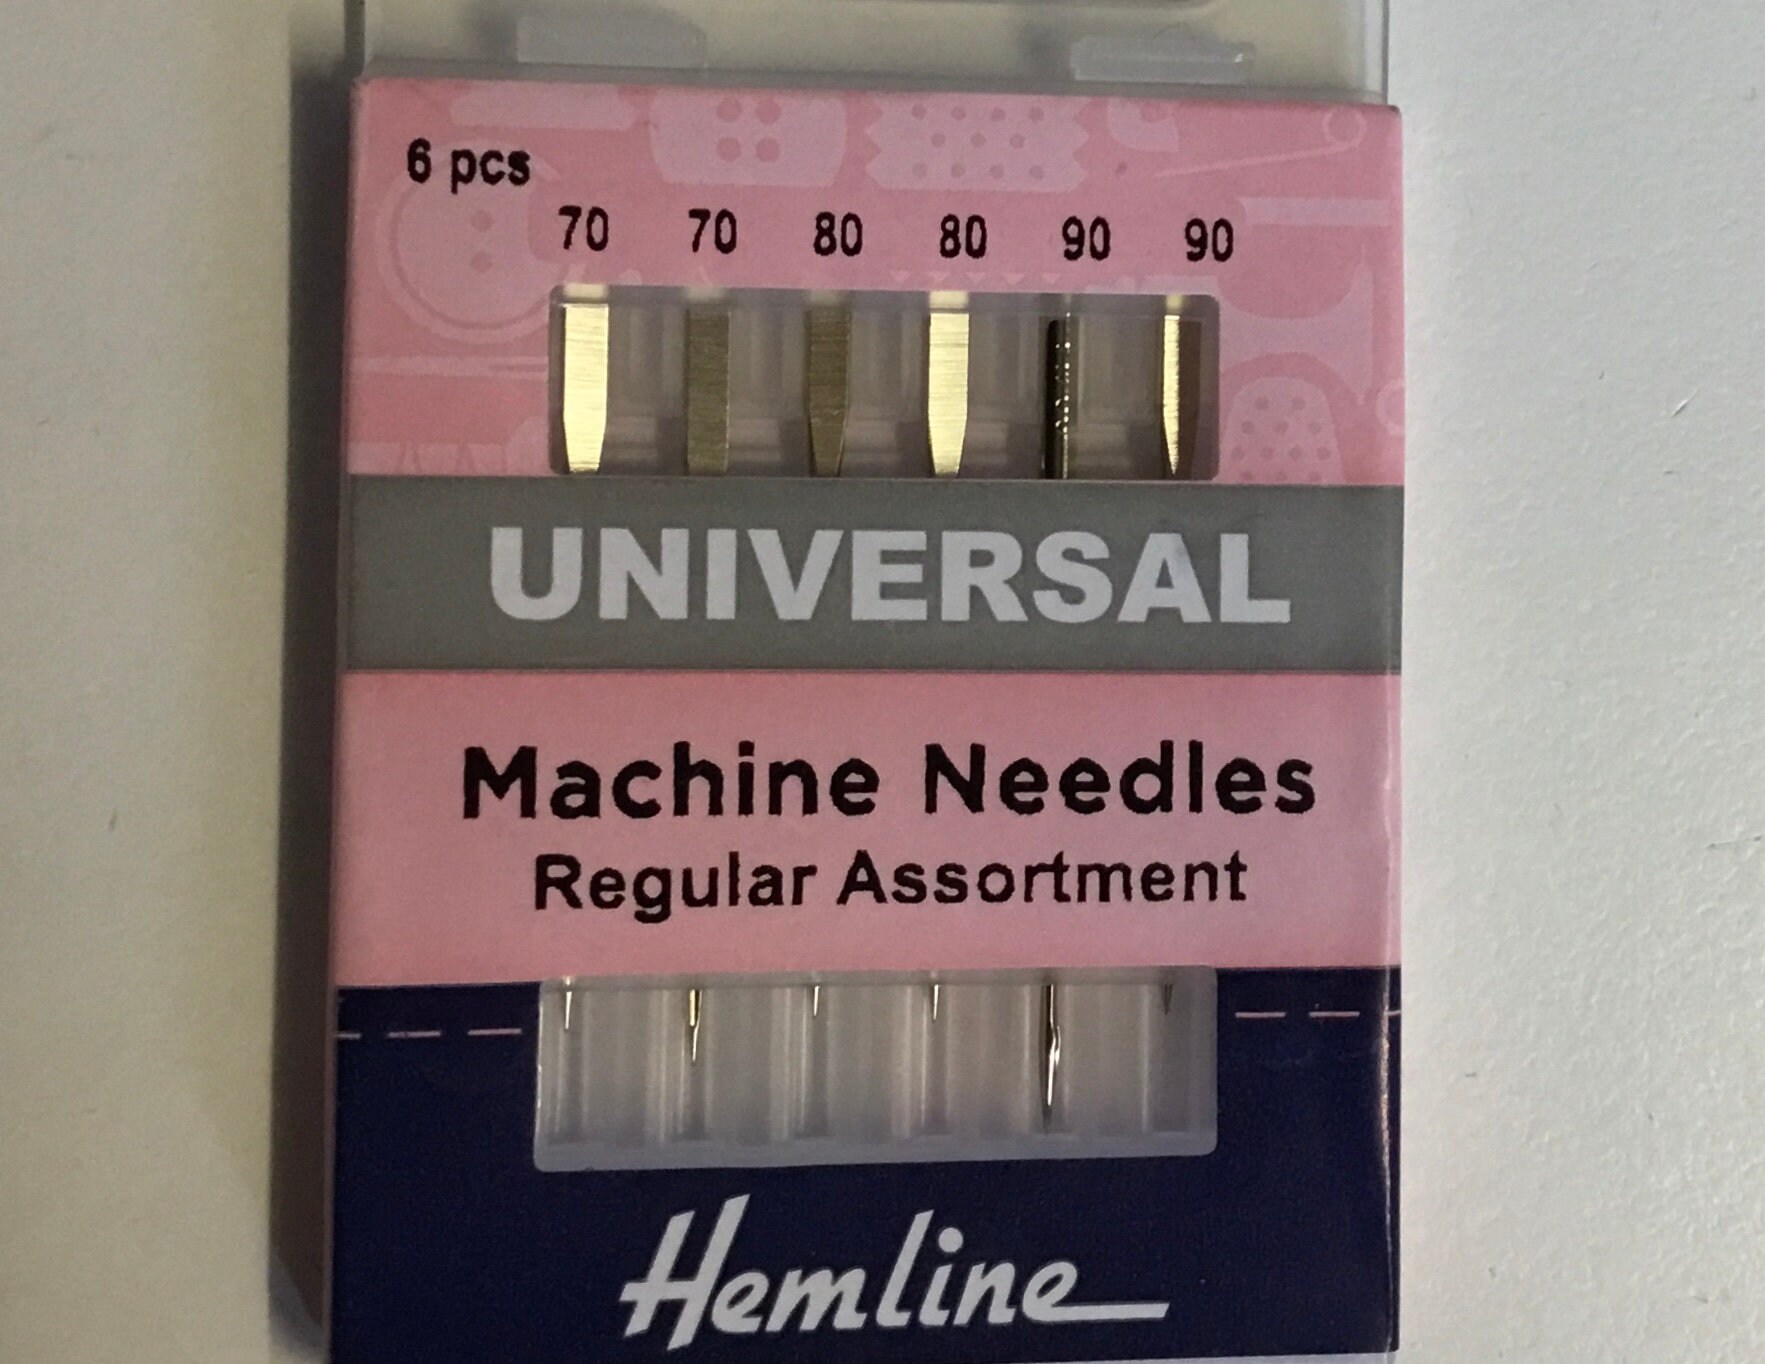 6 pcs
70 70 80 80 90 90
UNIVERSAL
Machine Needles
Regular Assortment
Hemline